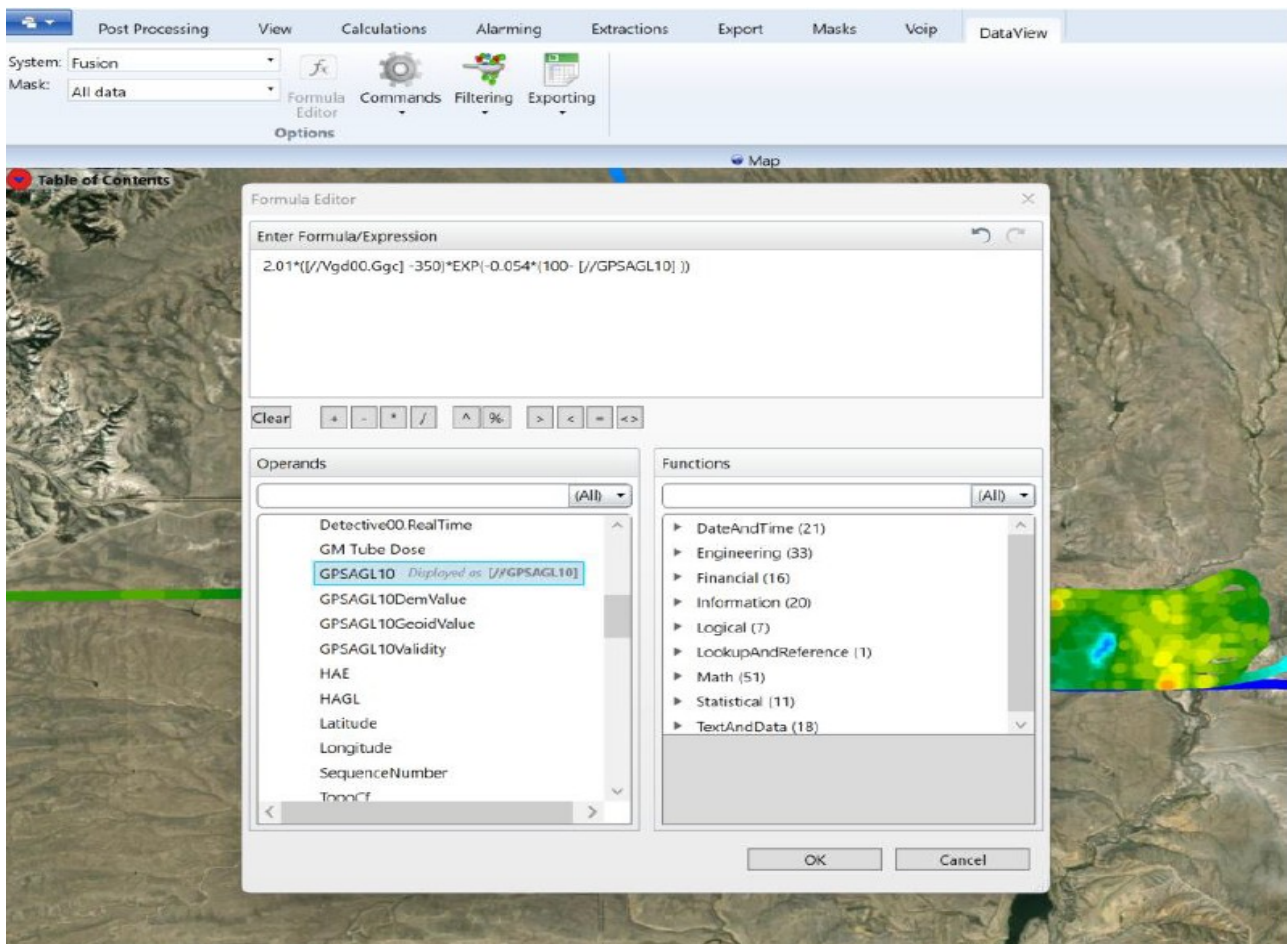 Post Processing View Calculations Alarming Extractions Export Masks Voip DataView
System: Fusion
Mask: All data
Formula Editor Commands Filtering Exporting
Options
Map
Table of Contents
Formula Editor
Enter Formula/Expression
2.01*([//Vgd00.Ggc] -350)*EXP(-0.054*(100- [//GPSAGL10] ))
Clear + - * / ^ % > < = <>
Operands
(All)
Detective00.RealTime
GM Tube Dose
GPSAGL10 Displayed as [//GPSAGL10]
GPSAGL10DemValue
GPSAGL10GeoidValue
GPSAGL10Validity
HAE
HAGL
Latitude
Longitude
SequenceNumber
TopoCf
Functions
(All)
DateAndTime (21)
Engineering (33)
Financial (16)
Information (20)
Logical (7)
LookupAndReference (1)
Math (51)
Statistical (11)
TextAndData (18)
OK Cancel